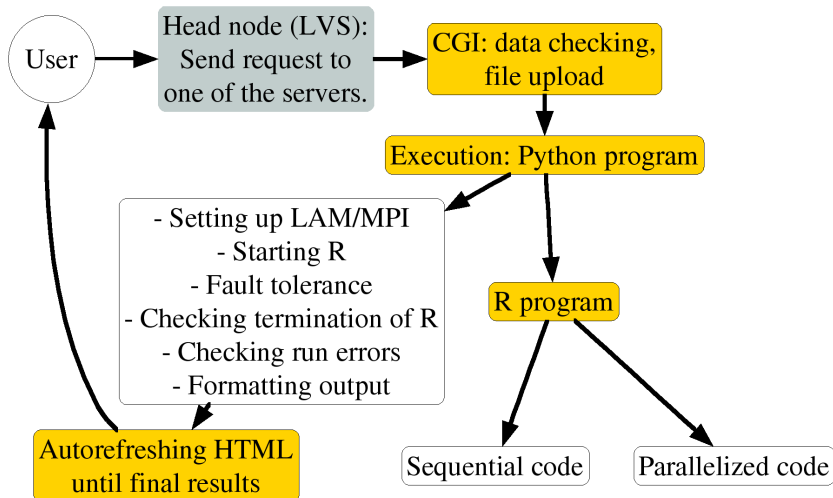 User
Head node (LVS):
Send request to
one of the servers.
CGI: data checking,
file upload
Execution: Python program
- Setting up LAM/MPI
- Starting R
- Fault tolerance
- Checking termination of R
- Checking run errors
- Formatting output
R program
Autorefreshing HTML
until final results
Sequential code
Parallelized code